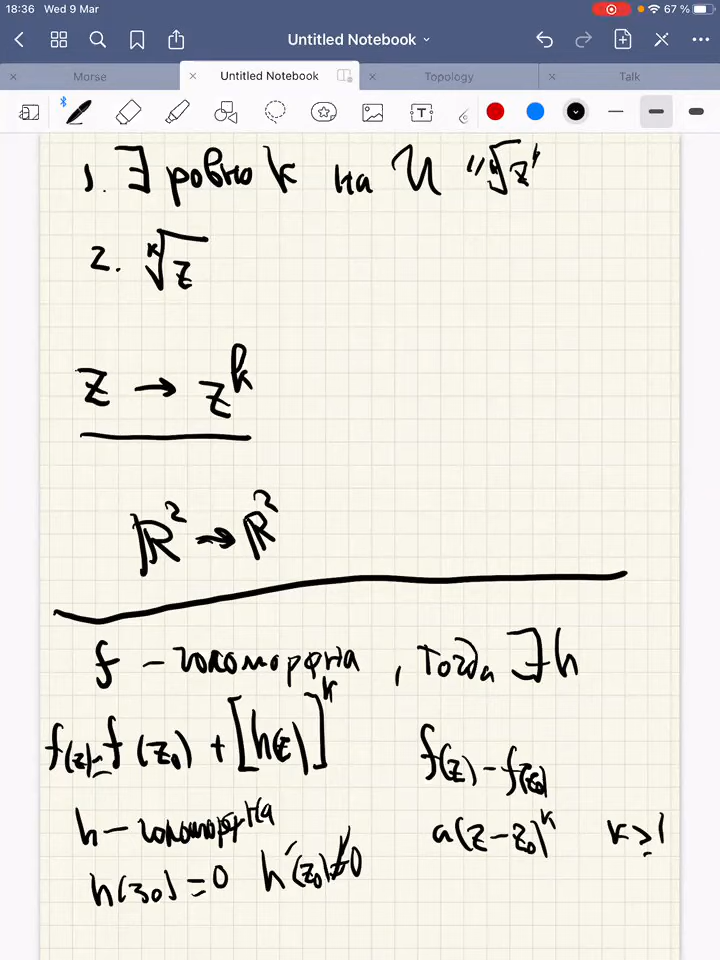 18:36 Wed 9 Mar 67 %
Untitled Notebook
Morse Untitled Notebook Topology Talk
1. ∃ ровно k на U "ᵏ√z"
2. ᵏ√z
z → z^k
ℝ² → ℝ²
f – голоморфна, тогда ∃ h
f(z) = f(z₀) + [h(z)]^k
f(z) – f(z₀)
h – голоморфна
a(z – z₀)^k k ≥ 1
h(z₀) = 0 h'(z₀) ≠ 0